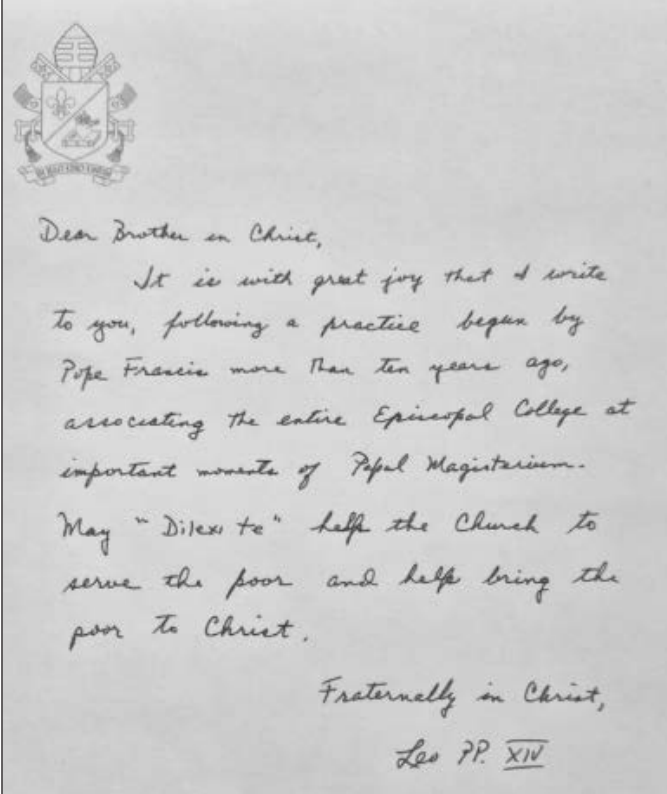 Dear Brother in Christ,
It is with great joy that I write
to you, following a practice begun by
Pope Francis more than ten years ago,
associating the entire Episcopal College at
important moments of Papal Magisterium.
May "Dilexi te" help the Church to
serve the poor and help bring the
poor to Christ.
Fraternally in Christ,
Leo PP. XIV